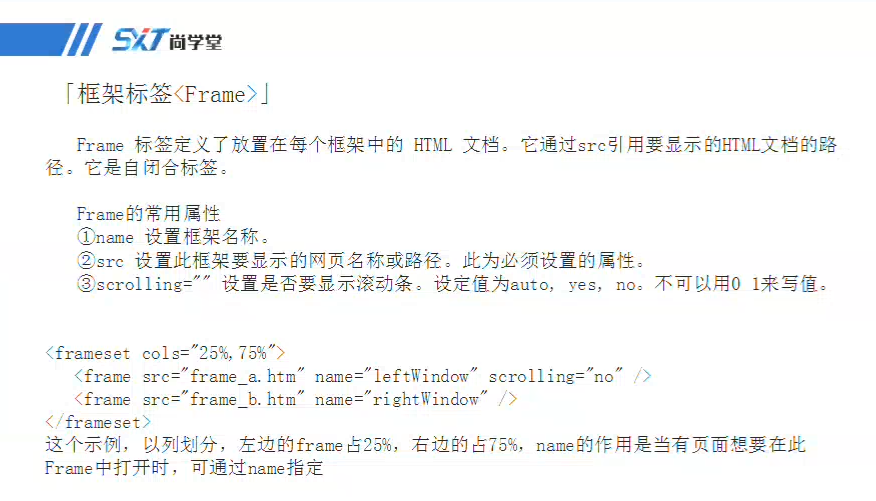 SXT尚学堂
「框架标签<Frame>」
Frame 标签定义了放置在每个框架中的 HTML 文档。它通过src引用要显示的HTML文档的路
径。它是自闭合标签。
Frame的常用属性
①name 设置框架名称。
②src 设置此框架要显示的网页名称或路径。此为必须设置的属性。
③scrolling="" 设置是否要显示滚动条。设定值为auto, yes, no。不可以用0 1来写值。
<frameset cols="25%,75%">
<frame src="frame_a.htm" name="leftWindow" scrolling="no" />
<frame src="frame_b.htm" name="rightWindow" />
</frameset>
这个示例，以列划分，左边的frame占25%，右边的占75%，name的作用是当有页面想要在此
Frame中打开时，可通过name指定